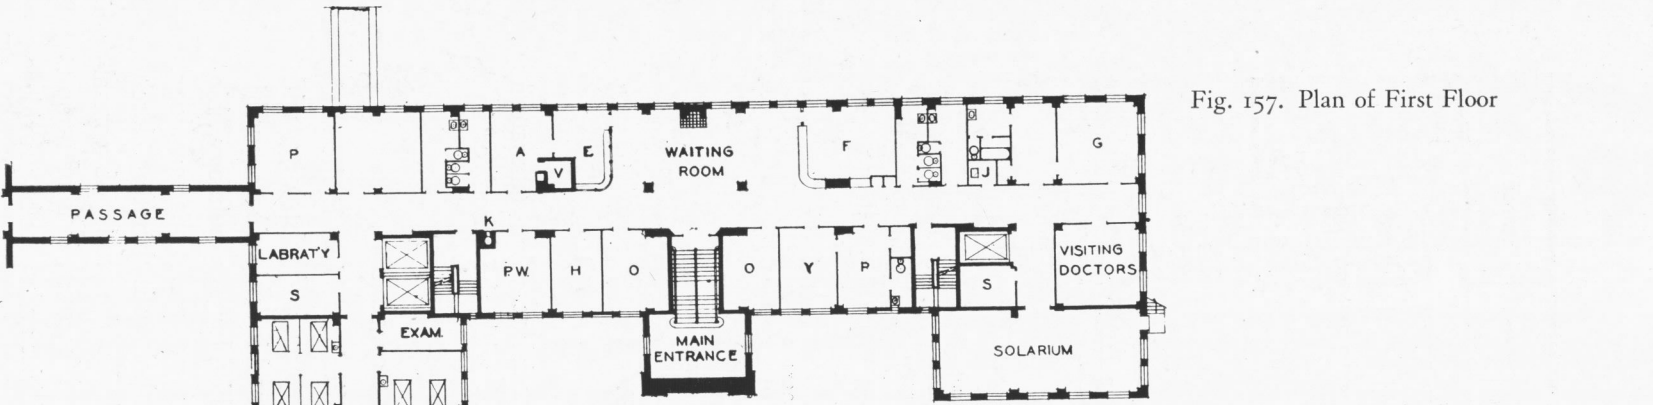 Fig. 157. Plan of First Floor
P
A
E
V
WAITING
ROOM
F
J
G
PASSAGE
K
LABRAT'Y
S
P.W.
H
O
O
Y
P
S
VISITING
DOCTORS
EXAM.
MAIN
ENTRANCE
SOLARIUM